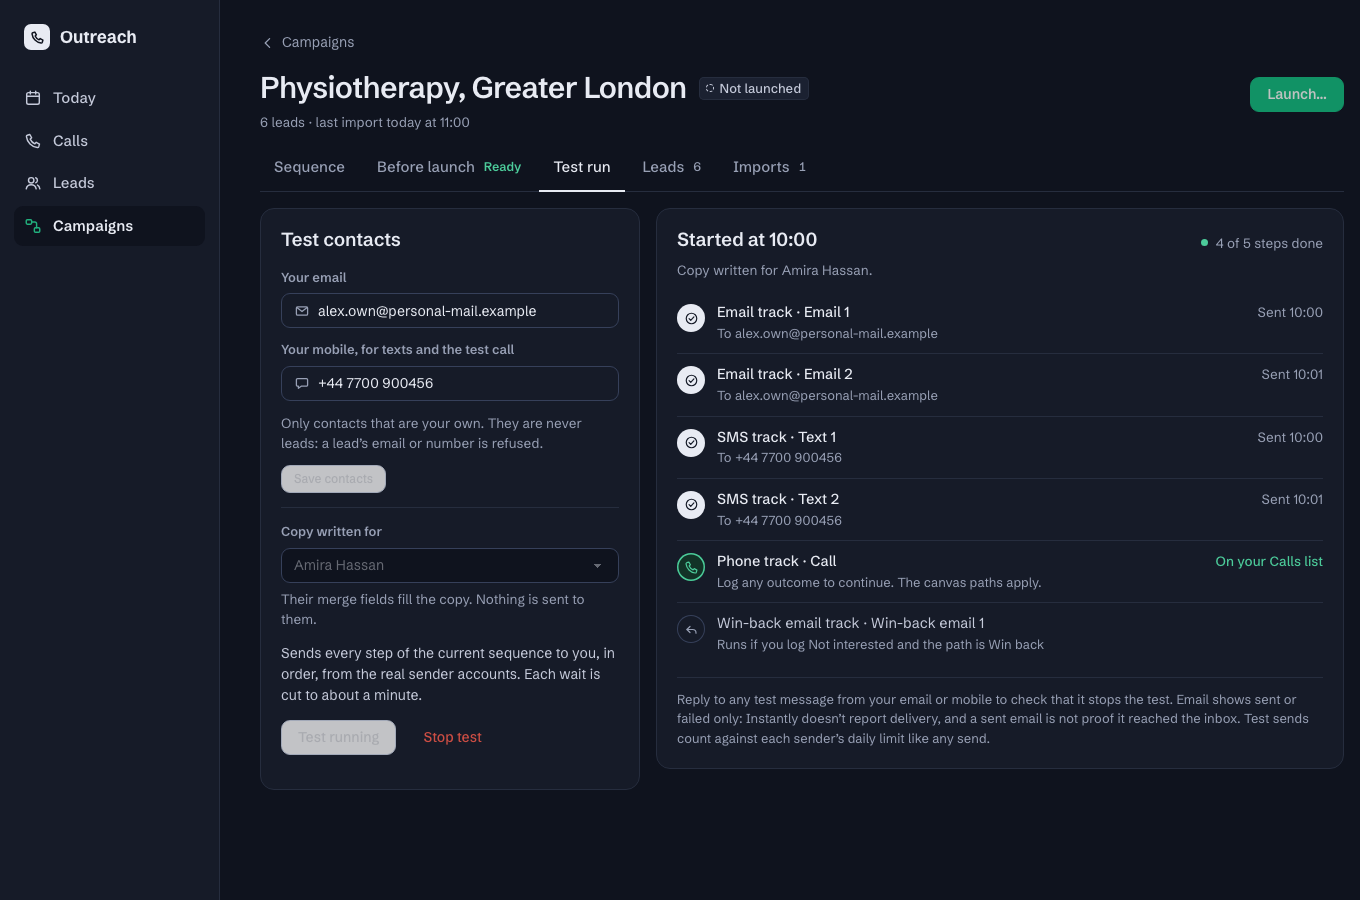 Outreach
Today
Calls
Leads
Campaigns
Campaigns
Physiotherapy, Greater London
Not launched
Launch...
6 leads · last import today at 11:00
Sequence
Before launch Ready
Test run
Leads 6
Imports 1
Test contacts
Your email
alex.own@personal-mail.example
Your mobile, for texts and the test call
+44 7700 900456
Only contacts that are your own. They are never
leads: a lead’s email or number is refused.
Save contacts
Copy written for
Amira Hassan
Their merge fields fill the copy. Nothing is sent to
them.
Sends every step of the current sequence to you, in
order, from the real sender accounts. Each wait is
cut to about a minute.
Test running
Stop test
Started at 10:00
4 of 5 steps done
Copy written for Amira Hassan.
Email track · Email 1
Sent 10:00
To alex.own@personal-mail.example
Email track · Email 2
Sent 10:01
To alex.own@personal-mail.example
SMS track · Text 1
Sent 10:00
To +44 7700 900456
SMS track · Text 2
Sent 10:01
To +44 7700 900456
Phone track · Call
On your Calls list
Log any outcome to continue. The canvas paths apply.
Win-back email track · Win-back email 1
Runs if you log Not interested and the path is Win back
Reply to any test message from your email or mobile to check that it stops the test. Email shows sent or
failed only: Instantly doesn’t report delivery, and a sent email is not proof it reached the inbox. Test sends
count against each sender’s daily limit like any send.